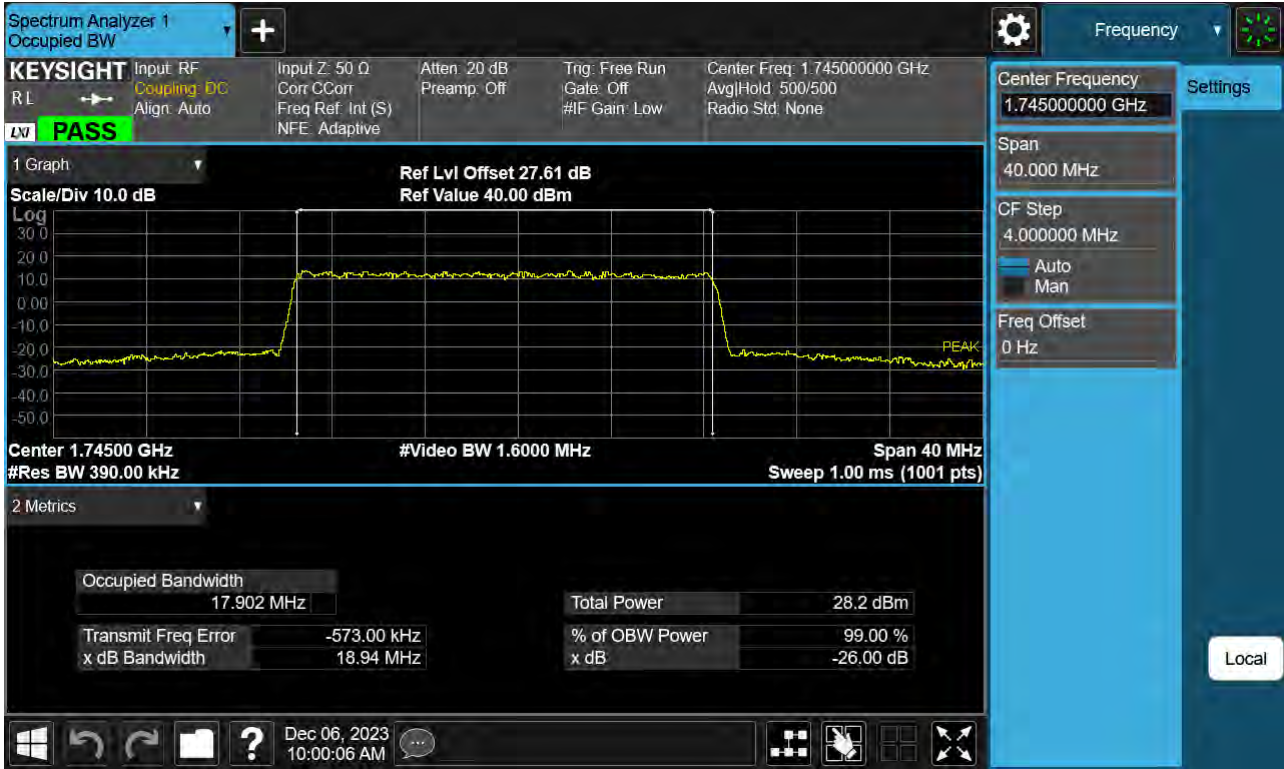 Spectrum Analyzer 1
Occupied BW
Frequency
KEYSIGHT
R L
LXI
PASS
Input: RF
Coupling: DC
Align: Auto
Input Z: 50 Ω
Corr CCorr
Freq Ref: Int (S)
NFE: Adaptive
Atten: 20 dB
Preamp: Off
Trig: Free Run
Gate: Off
#IF Gain: Low
Center Freq: 1.745000000 GHz
Avg|Hold: 500/500
Radio Std: None
1 Graph
Scale/Div 10.0 dB
Ref Lvl Offset 27.61 dB
Ref Value 40.00 dBm
Log
30.0
20.0
10.0
0.00
-10.0
-20.0
-30.0
-40.0
-50.0
PEAK
Center 1.74500 GHz
#Video BW 1.6000 MHz
Span 40 MHz
#Res BW 390.00 kHz
Sweep 1.00 ms (1001 pts)
2 Metrics
Occupied Bandwidth
17.902 MHz
Total Power 28.2 dBm
Transmit Freq Error -573.00 kHz
% of OBW Power 99.00 %
x dB Bandwidth 18.94 MHz
x dB -26.00 dB
Center Frequency
1.745000000 GHz
Settings
Span
40.000 MHz
CF Step
4.000000 MHz
Auto
Man
Freq Offset
0 Hz
Local
?
Dec 06, 2023
10:00:06 AM